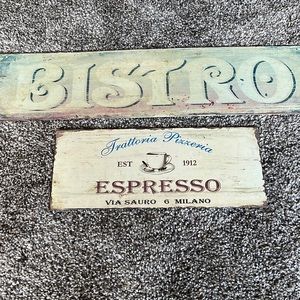 BISTRO
Trattoria Pizzeria
EST 1912
ESPRESSO
VIA SAURO 6 MILANO